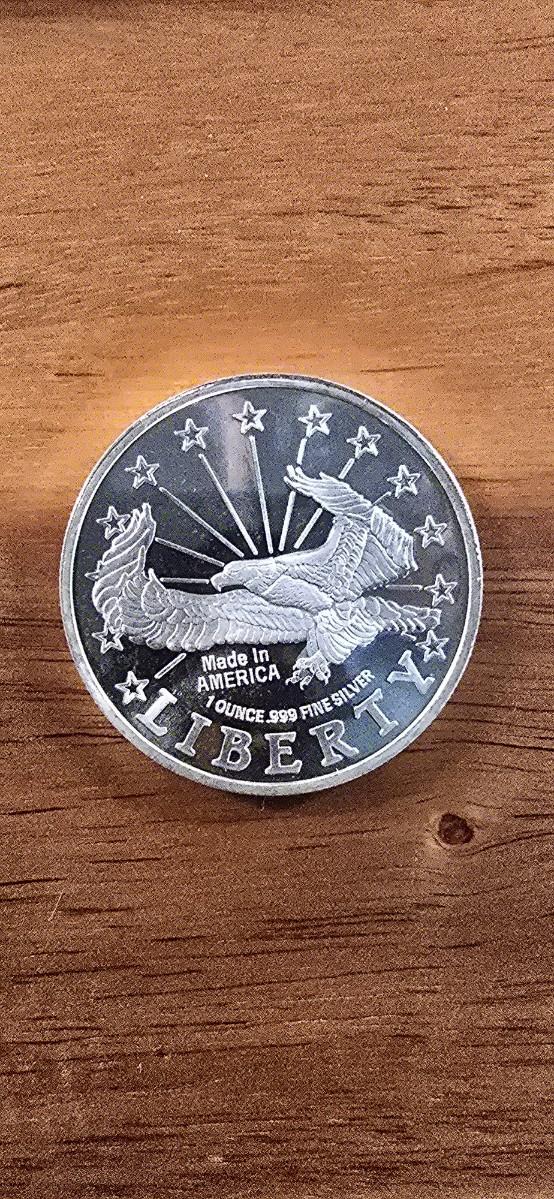 Made In
AMERICA
1 OUNCE .999 FINE SILVER
LIBERTY